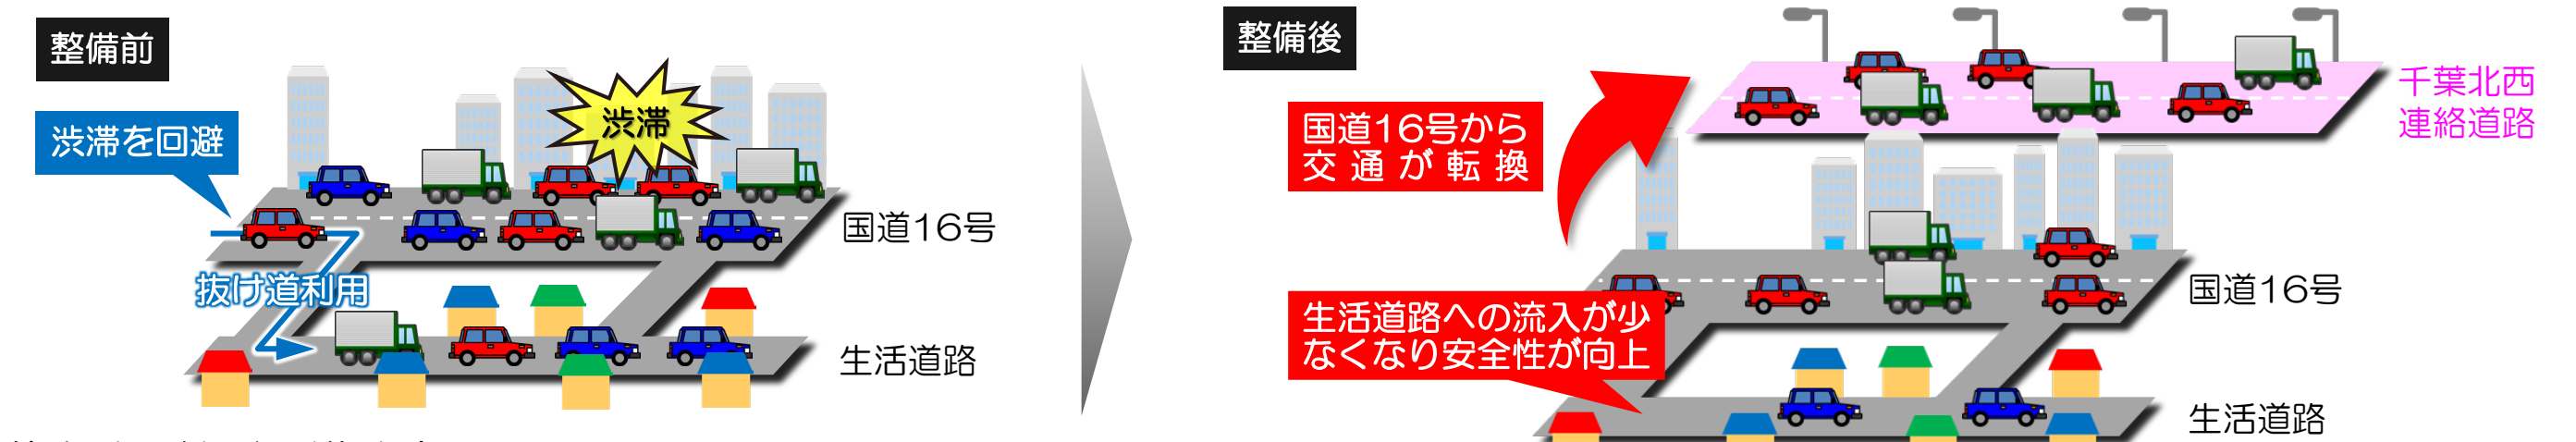 整備前
渋滞を回避
渋滞
国道16号
抜け道利用
生活道路
整備後
国道16号から
交通が転換
千葉北西
連絡道路
国道16号
生活道路への流入が少
なくなり安全性が向上
生活道路